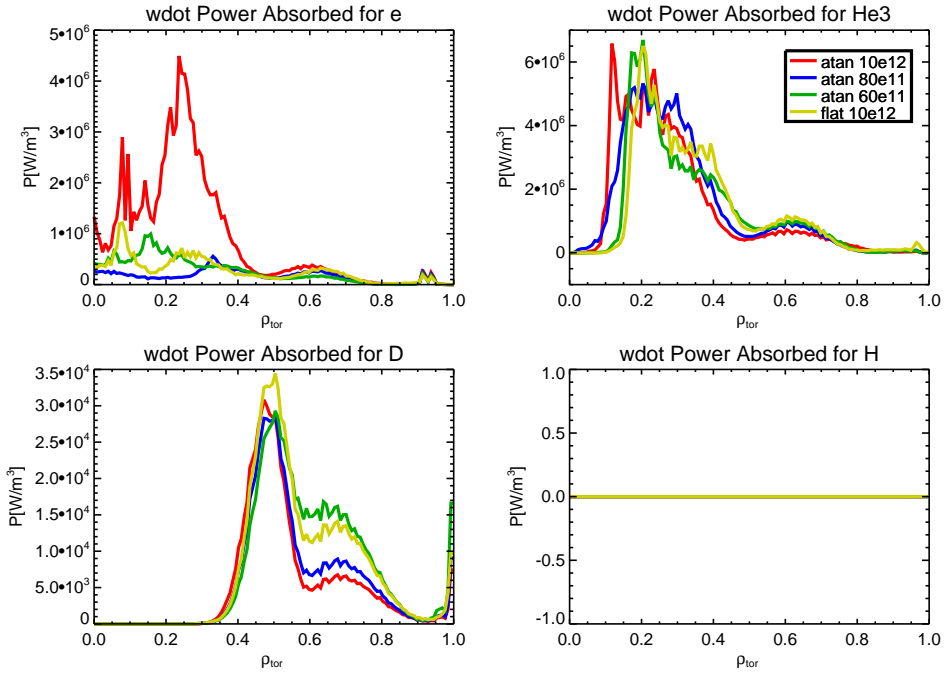 wdot Power Absorbed for e
P[W/m³]
5•10⁶
4•10⁶
3•10⁶
2•10⁶
1•10⁶
0
0.0 0.2 0.4 0.6 0.8 1.0
ρtor
wdot Power Absorbed for He3
P[W/m³]
6•10⁶
4•10⁶
2•10⁶
0
0.0 0.2 0.4 0.6 0.8 1.0
ρtor
atan 10e12
atan 80e11
atan 60e11
flat 10e12
wdot Power Absorbed for D
P[W/m³]
3.5•10⁴
3.0•10⁴
2.5•10⁴
2.0•10⁴
1.5•10⁴
1.0•10⁴
5.0•10³
0
0.0 0.2 0.4 0.6 0.8 1.0
ρtor
wdot Power Absorbed for H
P[W/m³]
1.0
0.5
0.0
-0.5
-1.0
0.0 0.2 0.4 0.6 0.8 1.0
ρtor